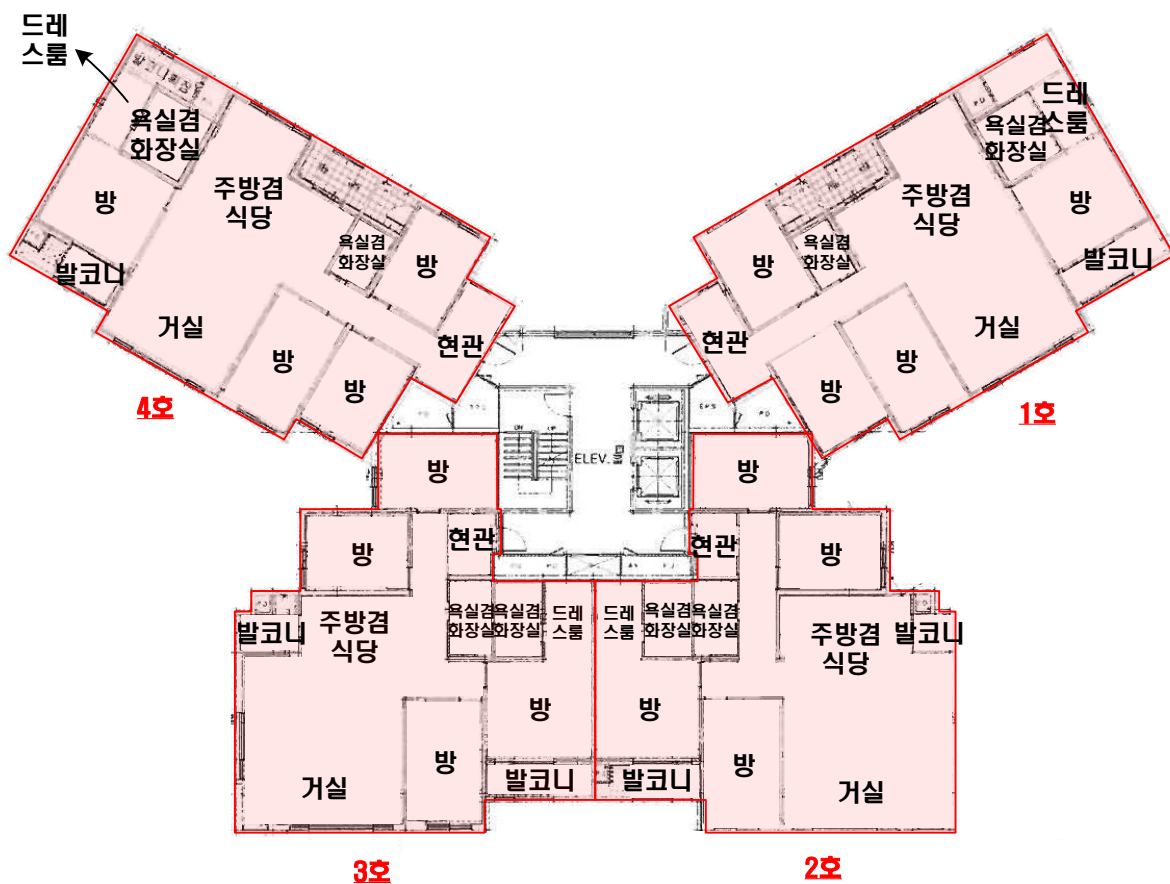 드레
스룸
욕실겸
화장실
방
발코니
주방겸
식당
욕실겸
화장실
방
거실
방
방
현관
4호
드레
스룸
욕실겸
화장실
주방겸
식당
방
발코니
욕실겸
화장실
방
현관
거실
방
방
1호
ELEV.
EPS
PD
방
현관
방
욕실겸
화장실
욕실겸
화장실
드레
스룸
발코니
주방겸
식당
방
방
발코니
거실
3호
방
현관
방
드레
스룸
욕실겸
화장실
욕실겸
화장실
주방겸
식당
발코니
방
방
발코니
거실
2호